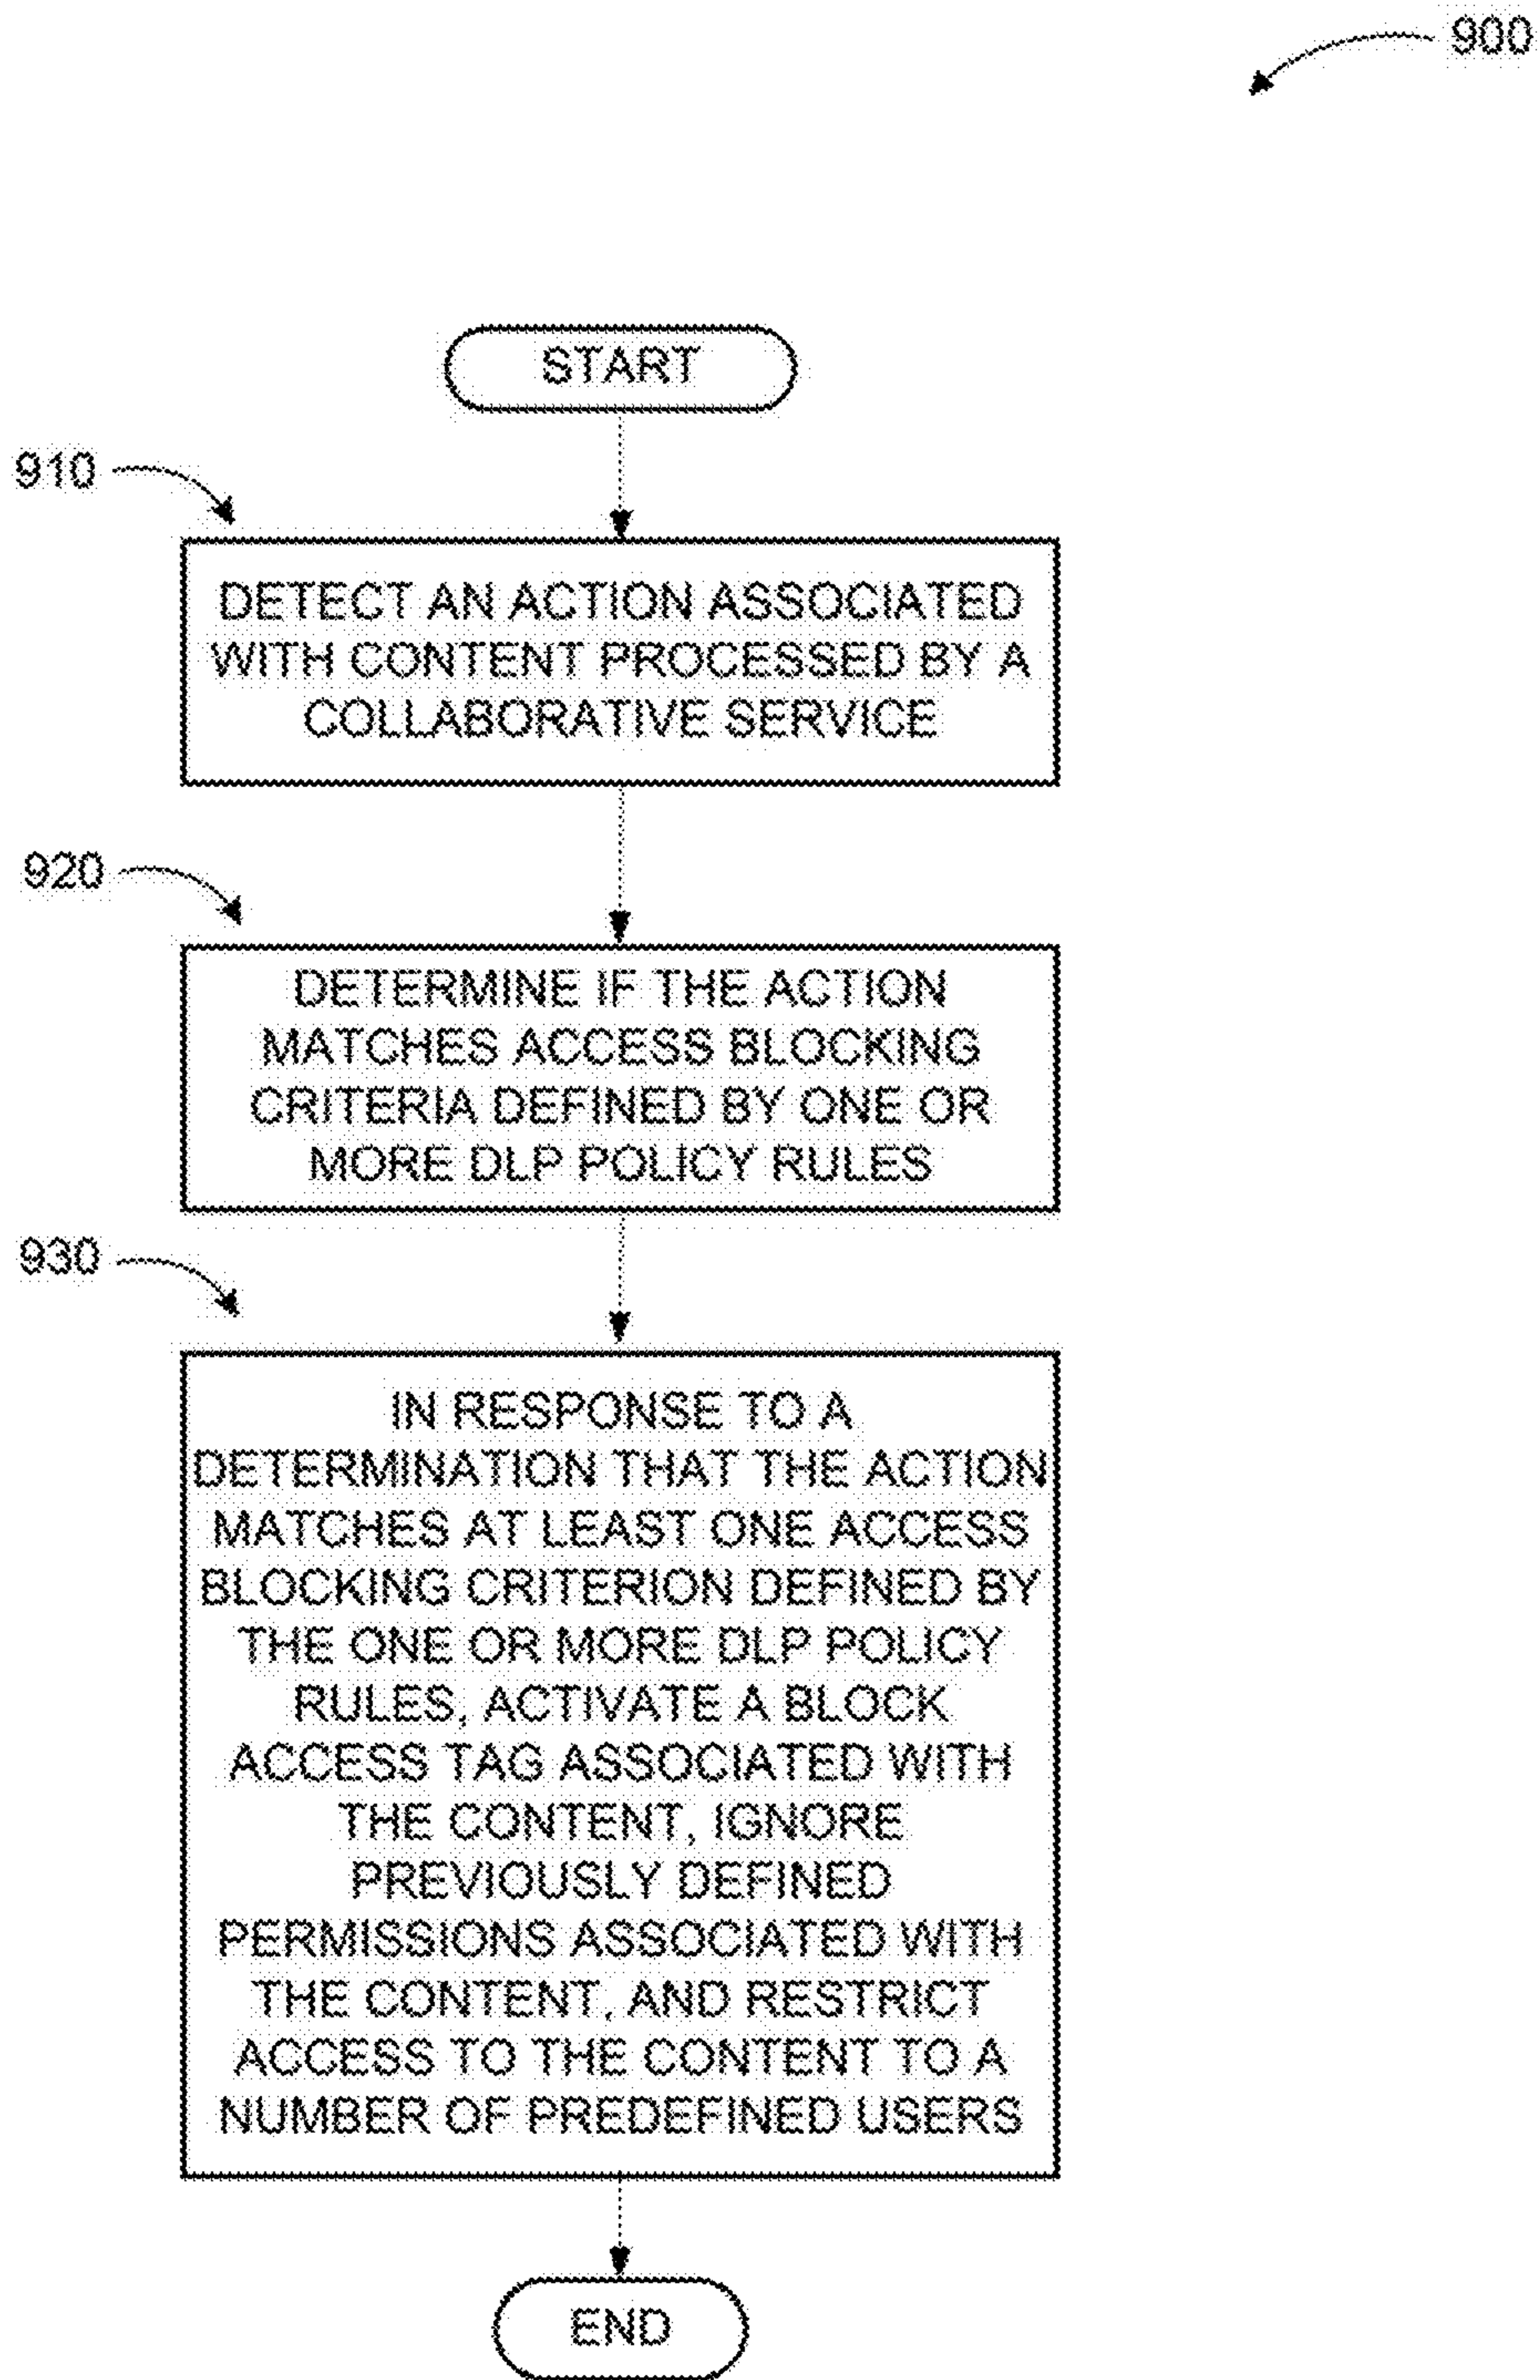 900
START
910
DETECT AN ACTION ASSOCIATED
WITH CONTENT PROCESSED BY A
COLLABORATIVE SERVICE
920
DETERMINE IF THE ACTION
MATCHES ACCESS BLOCKING
CRITERIA DEFINED BY ONE OR
MORE DLP POLICY RULES
930
IN RESPONSE TO A
DETERMINATION THAT THE ACTION
MATCHES AT LEAST ONE ACCESS
BLOCKING CRITERION DEFINED BY
THE ONE OR MORE DLP POLICY
RULES, ACTIVATE A BLOCK
ACCESS TAG ASSOCIATED WITH
THE CONTENT, IGNORE
PREVIOUSLY DEFINED
PERMISSIONS ASSOCIATED WITH
THE CONTENT, AND RESTRICT
ACCESS TO THE CONTENT TO A
NUMBER OF PREDEFINED USERS
END